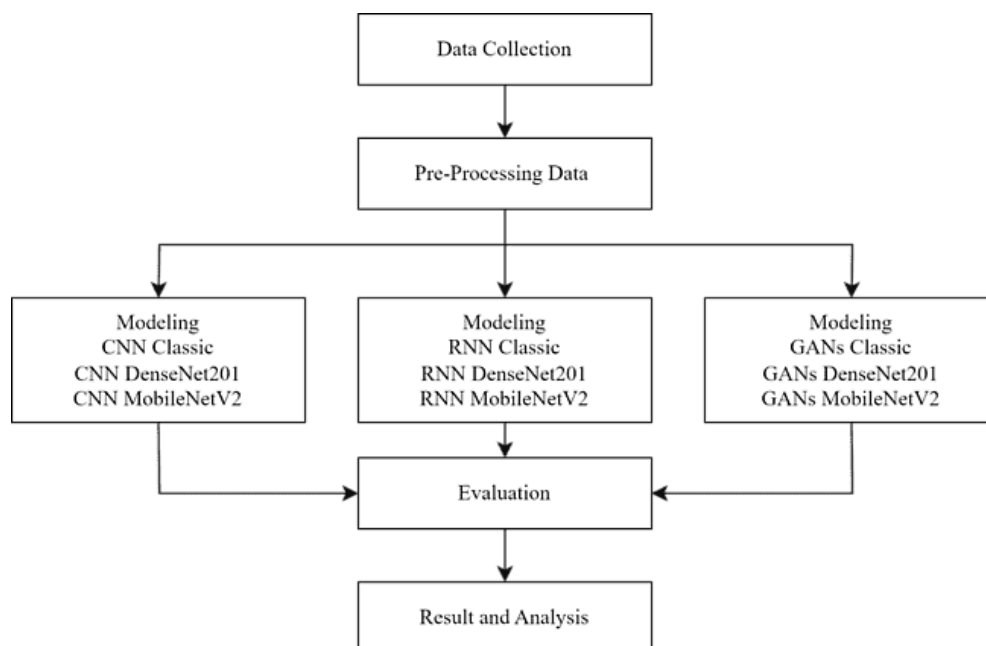 Data Collection
Pre-Processing Data
Modeling
CNN Classic
CNN DenseNet201
CNN MobileNetV2
Modeling
RNN Classic
RNN DenseNet201
RNN MobileNetV2
Modeling
GANs Classic
GANs DenseNet201
GANs MobileNetV2
Evaluation
Result and Analysis